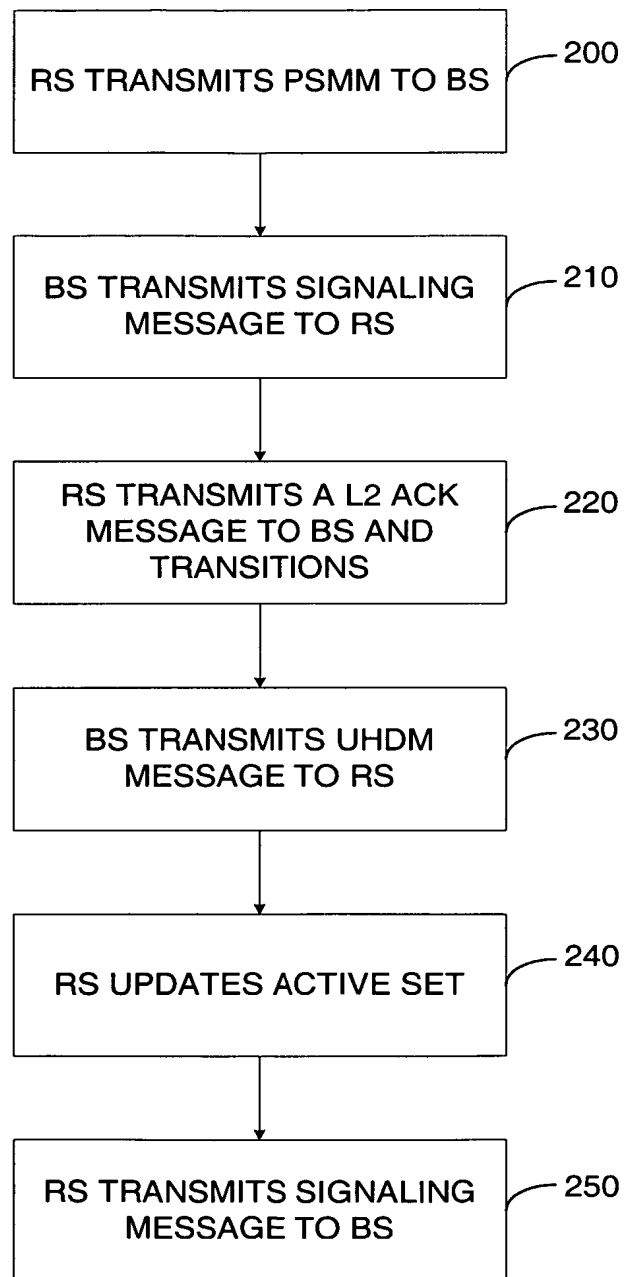 RS TRANSMITS PSMM TO BS
200
BS TRANSMITS SIGNALING
MESSAGE TO RS
210
RS TRANSMITS A L2 ACK
MESSAGE TO BS AND
TRANSITIONS
220
BS TRANSMITS UHDM
MESSAGE TO RS
230
RS UPDATES ACTIVE SET
240
RS TRANSMITS SIGNALING
MESSAGE TO BS
250